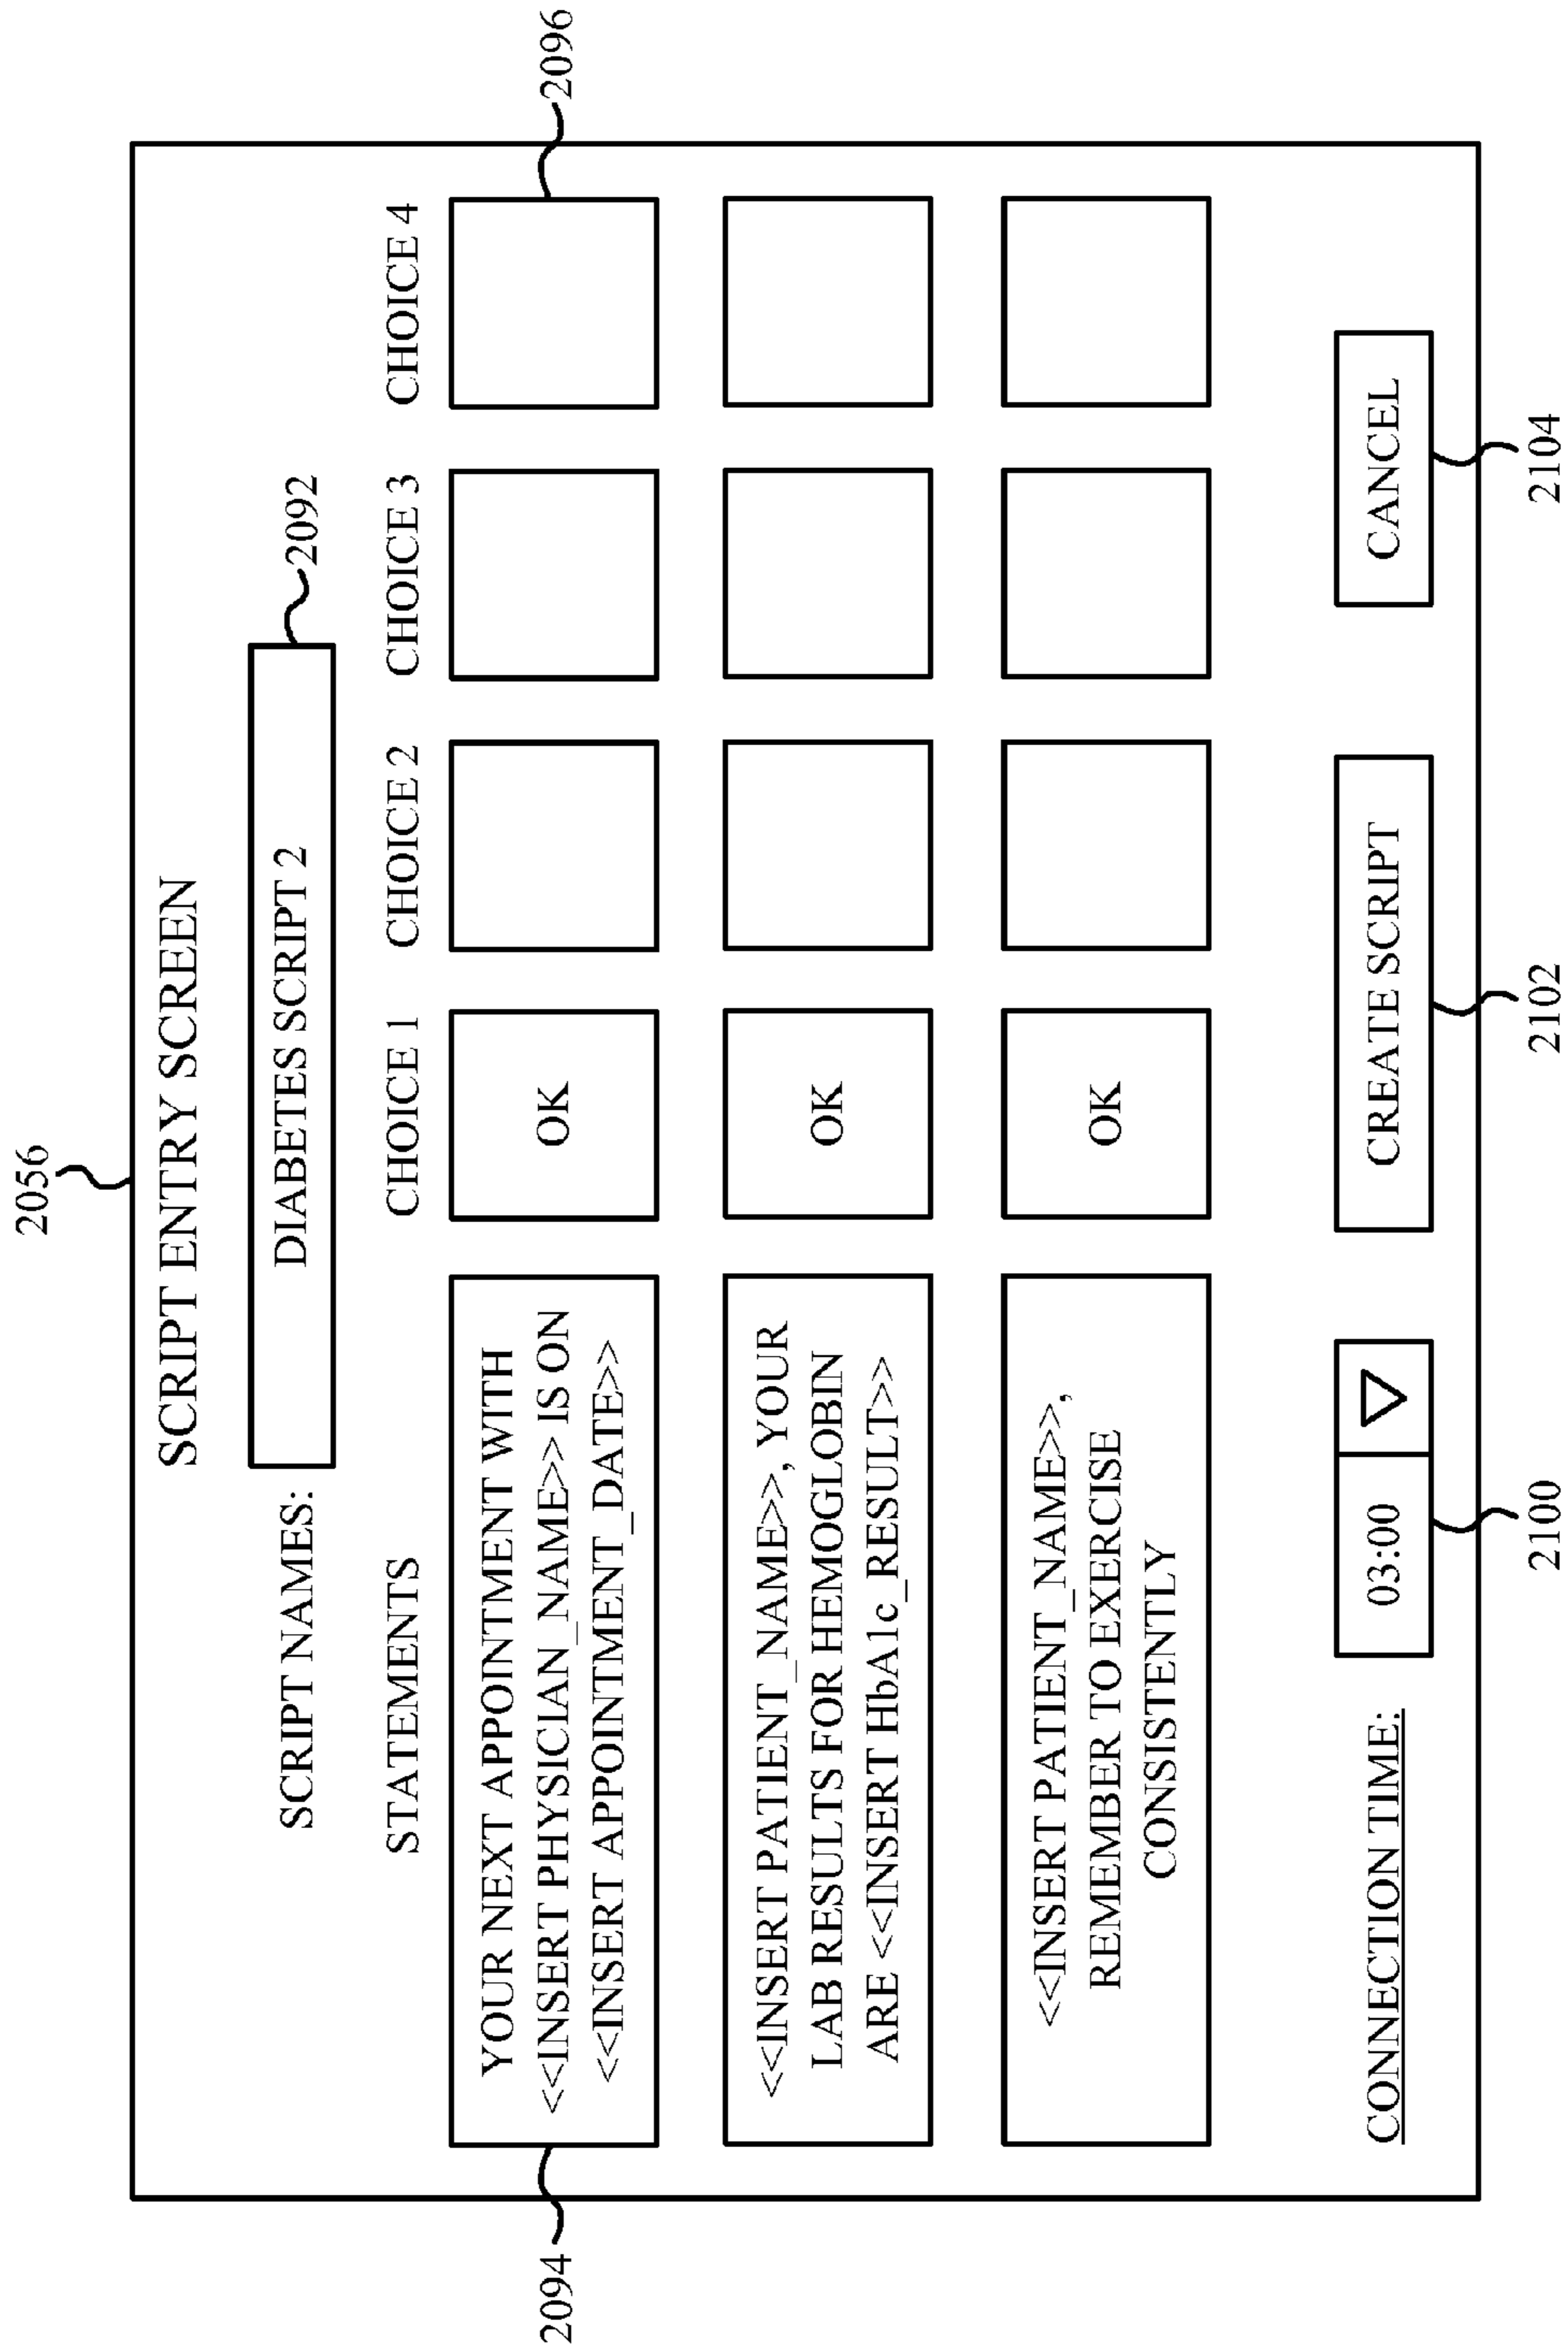 2056
SCRIPT ENTRY SCREEN
SCRIPT NAMES:
DIABETES SCRIPT 2
2092
STATEMENTS
CHOICE 1
CHOICE 2
CHOICE 3
CHOICE 4
2094
YOUR NEXT APPOINTMENT WITH
<<INSERT PHYSICIAN_NAME>> IS ON
<<INSERT APPOINTMENT_DATE>>
OK
2096
<<INSERT PATIENT_NAME>>, YOUR
LAB RESULTS FOR HEMOGLOBIN
ARE <<INSERT HbA1c_RESULT>>
OK
<<INSERT PATIENT_NAME>>,
REMEMBER TO EXERCISE
CONSISTENTLY
OK
CONNECTION TIME:
03:00
CREATE SCRIPT
CANCEL
2100
2102
2104